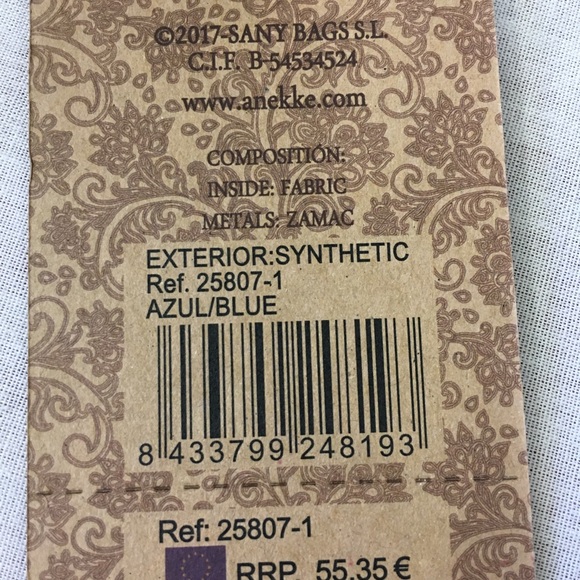 ©2017-SANY BAGS S.L.
C.I.F. B-54534524
www.anekke.com
COMPOSITIÓN:
INSIDE: FABRIC
METALS: ZAMAC
EXTERIOR:SYNTHETIC
Ref. 25807-1
AZUL/BLUE
8 433799 248193
Ref: 25807-1
RRP. 55.35 €